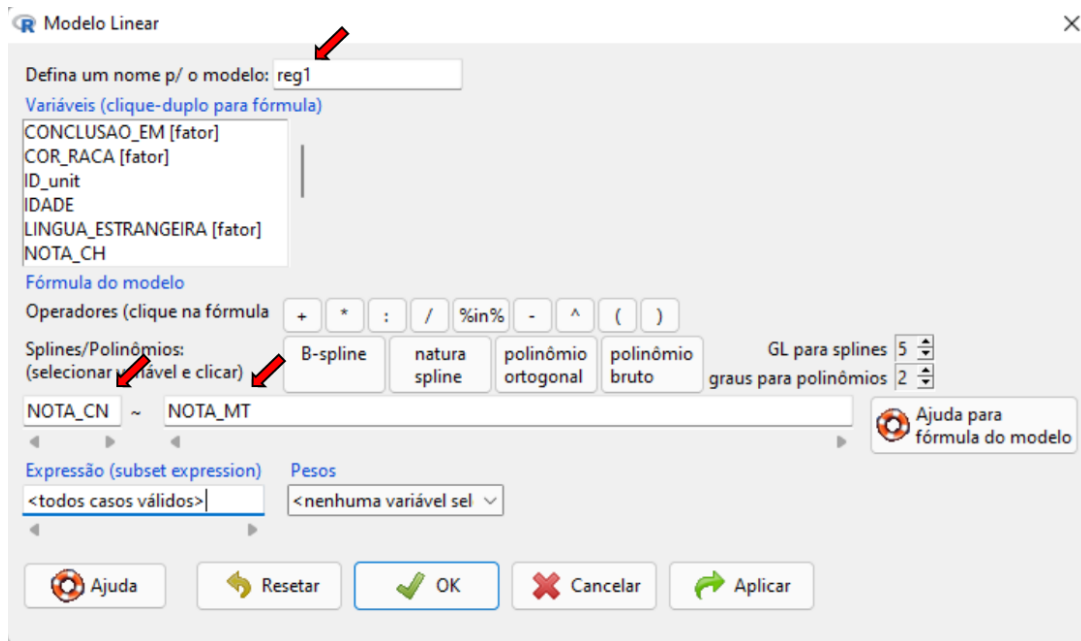 Modelo Linear
Defina um nome p/ o modelo: reg1
Variáveis (clique-duplo para fórmula)
CONCLUSAO_EM [fator]
COR_RACA [fator]
ID_unit
IDADE
LINGUA_ESTRANGEIRA [fator]
NOTA_CH
Fórmula do modelo
Operadores (clique na fórmula + * : / %in% - ^ ( )
Splines/Polinômios:
(selecionar variável e clicar)
B-spline
natura
spline
polinômio
ortogonal
polinômio
bruto
GL para splines 5
graus para polinômios 2
NOTA_CN ~ NOTA_MT
Ajuda para
fórmula do modelo
Expressão (subset expression) Pesos
<todos casos válidos> <nenhuma variável sel
Ajuda Resetar OK Cancelar Aplicar